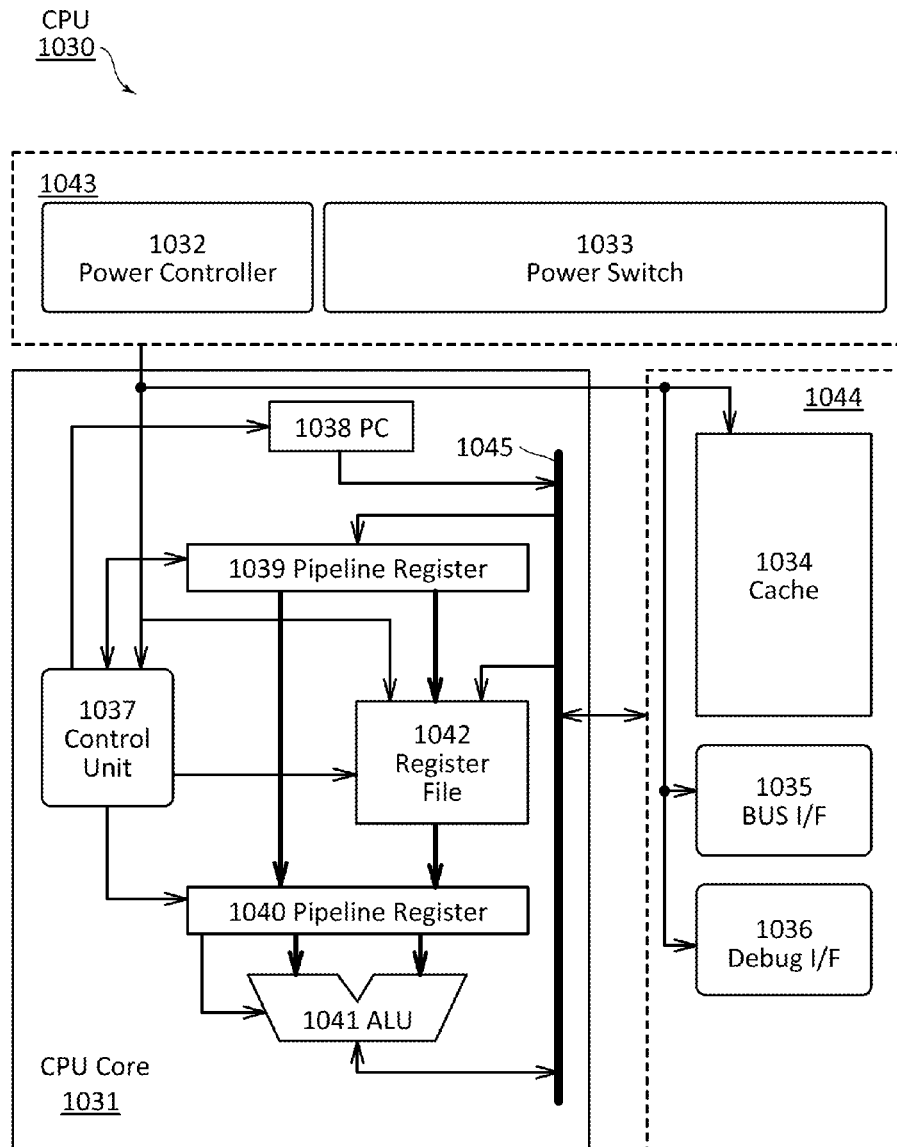 CPU
1030
1043
1032
Power Controller
1033
Power Switch
1044
1038 PC
1045
1039 Pipeline Register
1034
Cache
1037
Control
Unit
1042
Register
File
1035
BUS I/F
1040 Pipeline Register
1036
Debug I/F
1041 ALU
CPU Core
1031